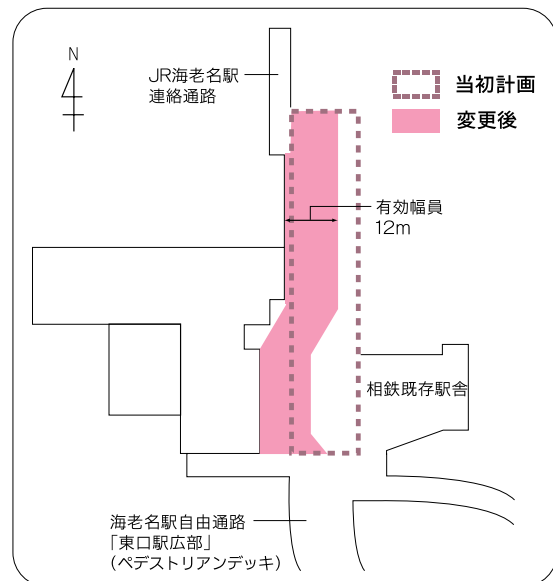 N
JR海老名駅
連絡通路
当初計画
変更後
有効幅員
12m
相鉄既存駅舎
海老名駅自由通路
「東口駅広部」
(ペデストリアンデッキ)